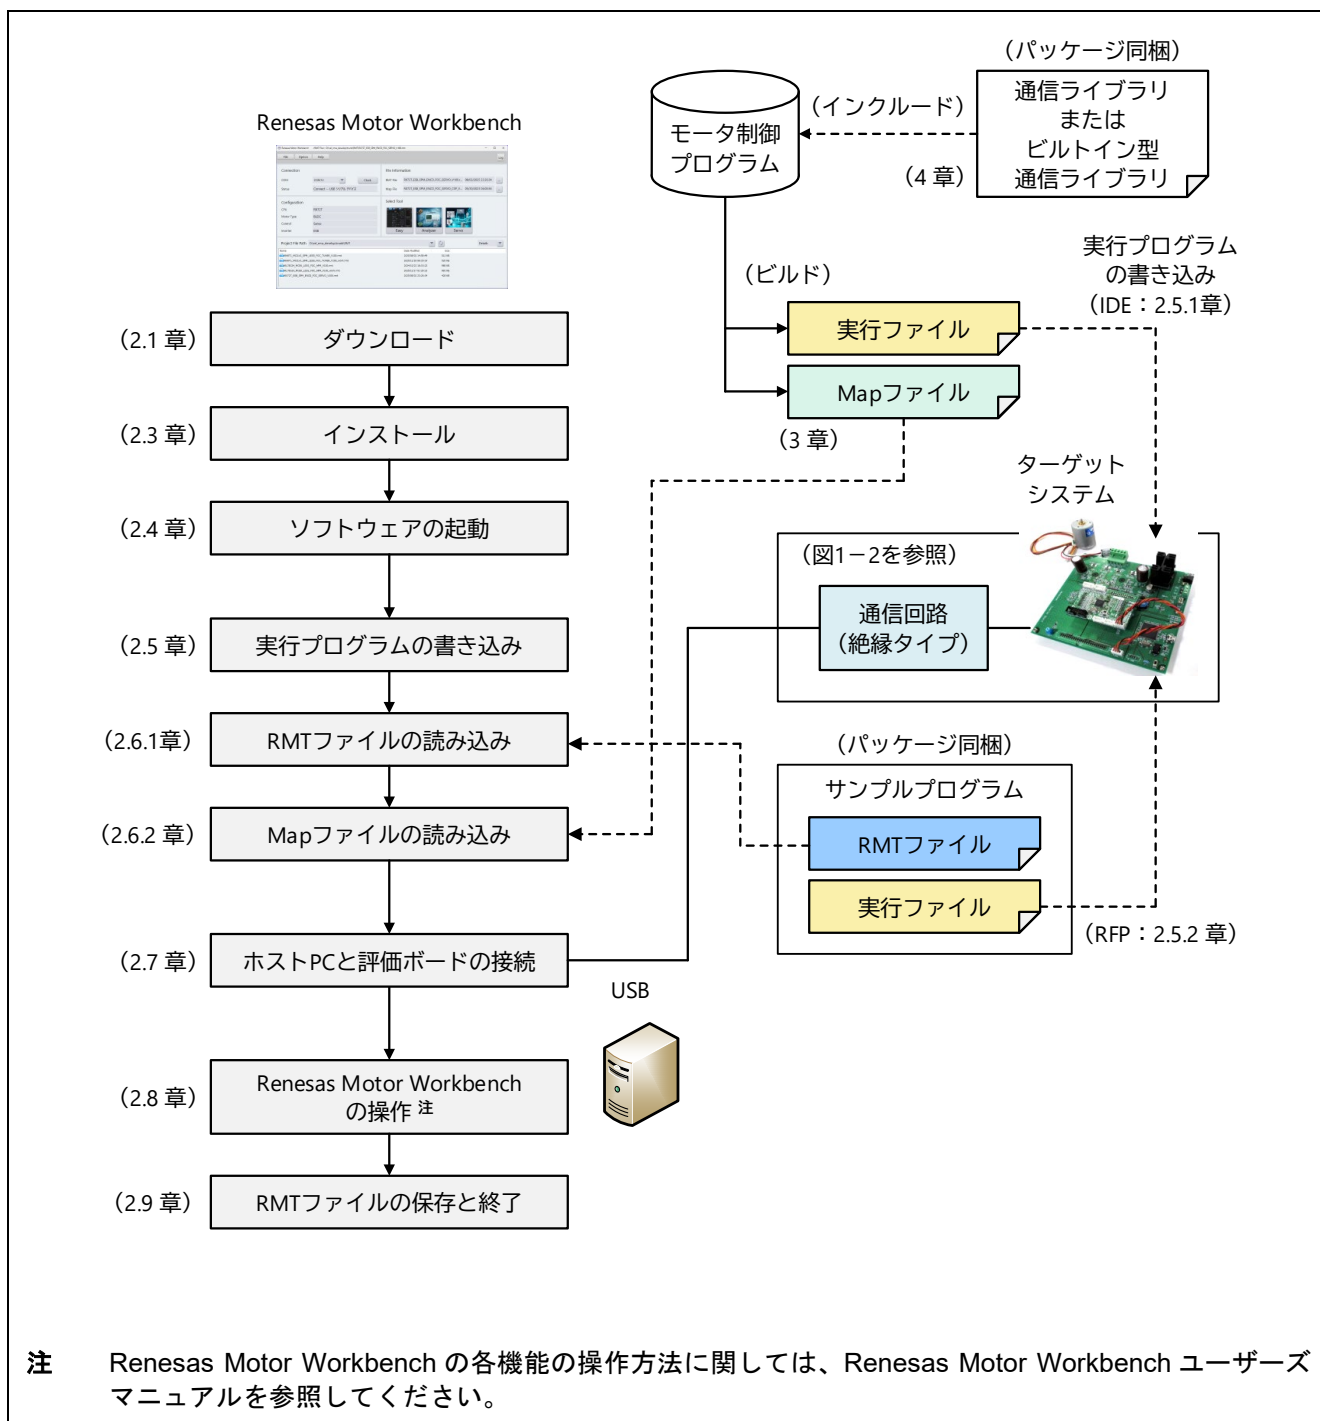 Renesas Motor Workbench
（2.1 章）
ダウンロード
（2.3 章）
インストール
（2.4 章）
ソフトウェアの起動
（2.5 章）
実行プログラムの書き込み
（2.6.1章）
RMTファイルの読み込み
（2.6.2 章）
Mapファイルの読み込み
（2.7 章）
ホストPCと評価ボードの接続
（2.8 章）
Renesas Motor Workbench
の操作 注
（2.9 章）
RMTファイルの保存と終了
モータ制御
プログラム
（インクルード）
（4 章）
（パッケージ同梱）
通信ライブラリ
または
ビルトイン型
通信ライブラリ
（ビルド）
実行ファイル
Mapファイル
（3 章）
実行プログラム
の書き込み
（IDE：2.5.1章）
ターゲット
システム
（図1－2を参照）
通信回路
（絶縁タイプ）
（パッケージ同梱）
サンプルプログラム
RMTファイル
実行ファイル
（RFP：2.5.2 章）
USB
注 Renesas Motor Workbench の各機能の操作方法に関しては、Renesas Motor Workbench ユーザーズ
マニュアルを参照してください。